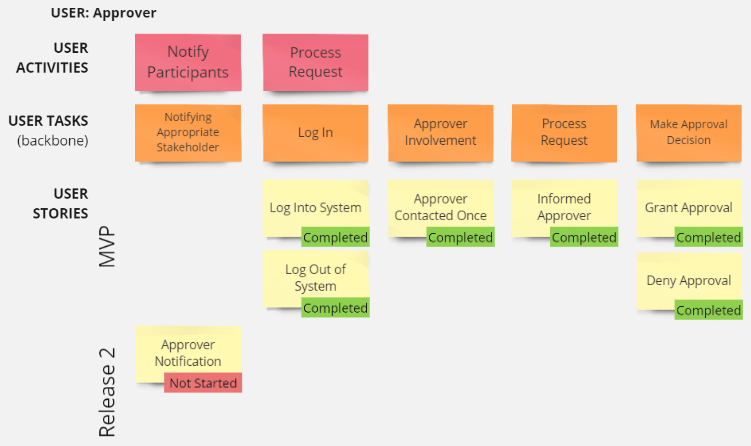 USER: Approver
USER
ACTIVITIES
Notify
Participants
Process
Request
USER TASKS
(backbone)
Notifying
Appropriate
Stakeholder
Log In
Approver
Involvement
Process
Request
Make Approval
Decision
USER
STORIES
MVP
Log Into System
Completed
Approver
Contacted Once
Completed
Informed
Approver
Completed
Grant Approval
Completed
Log Out of
System
Completed
Deny Approval
Completed
Release 2
Approver
Notification
Not Started